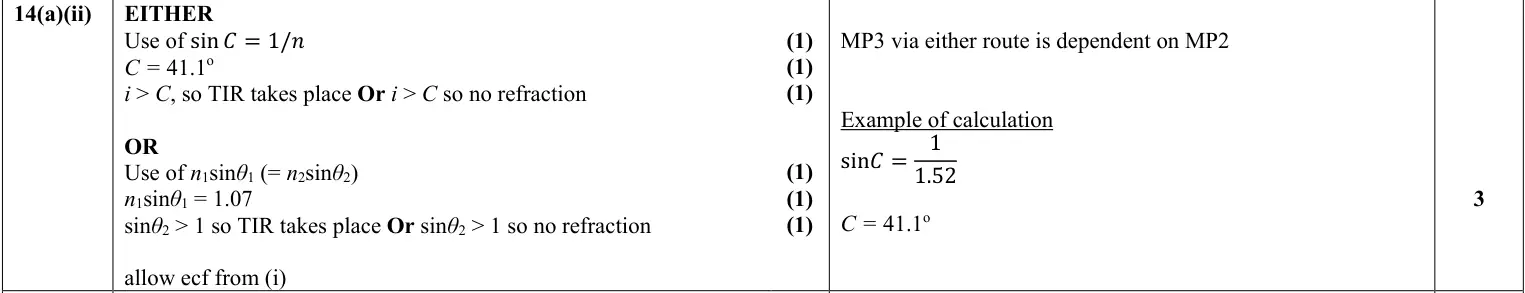 14(a)(ii)
EITHER
Use of sin C = 1/n (1)
C = 41.1º (1)
i > C, so TIR takes place Or i > C so no refraction (1)
OR
Use of n₁sinθ₁ (= n₂sinθ₂) (1)
n₁sinθ₁ = 1.07 (1)
sinθ₂ > 1 so TIR takes place Or sinθ₂ > 1 so no refraction (1)
allow ecf from (i)
MP3 via either route is dependent on MP2
Example of calculation
sinC = 1/1.52
C = 41.1º
3